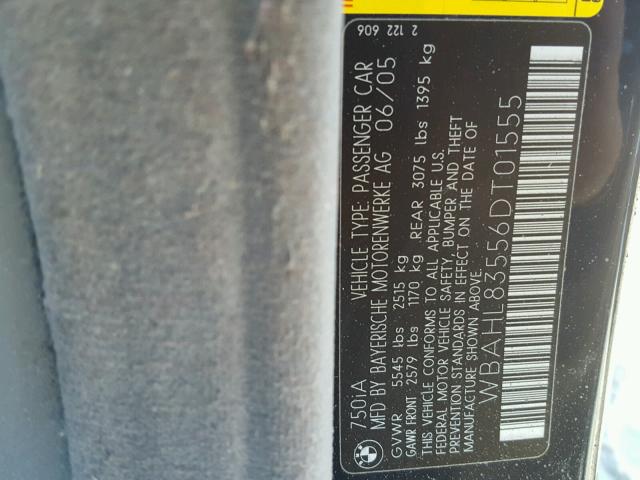 2 122 606
750iA VEHICLE TYPE: PASSENGER CAR
MFD BY BAYERISCHE MOTORENWERKE AG 06/05
GVWR 5545 lbs 2515 kg
GAWR FRONT 2579 lbs 1170 kg REAR 3075 lbs 1395 kg
THIS VEHICLE CONFORMS TO ALL APPLICABLE U.S.
FEDERAL MOTOR VEHICLE SAFETY, BUMPER AND THEFT
PREVENTION STANDARDS IN EFFECT ON THE DATE OF
MANUFACTURE SHOWN ABOVE.
WBAHL83556DT01555